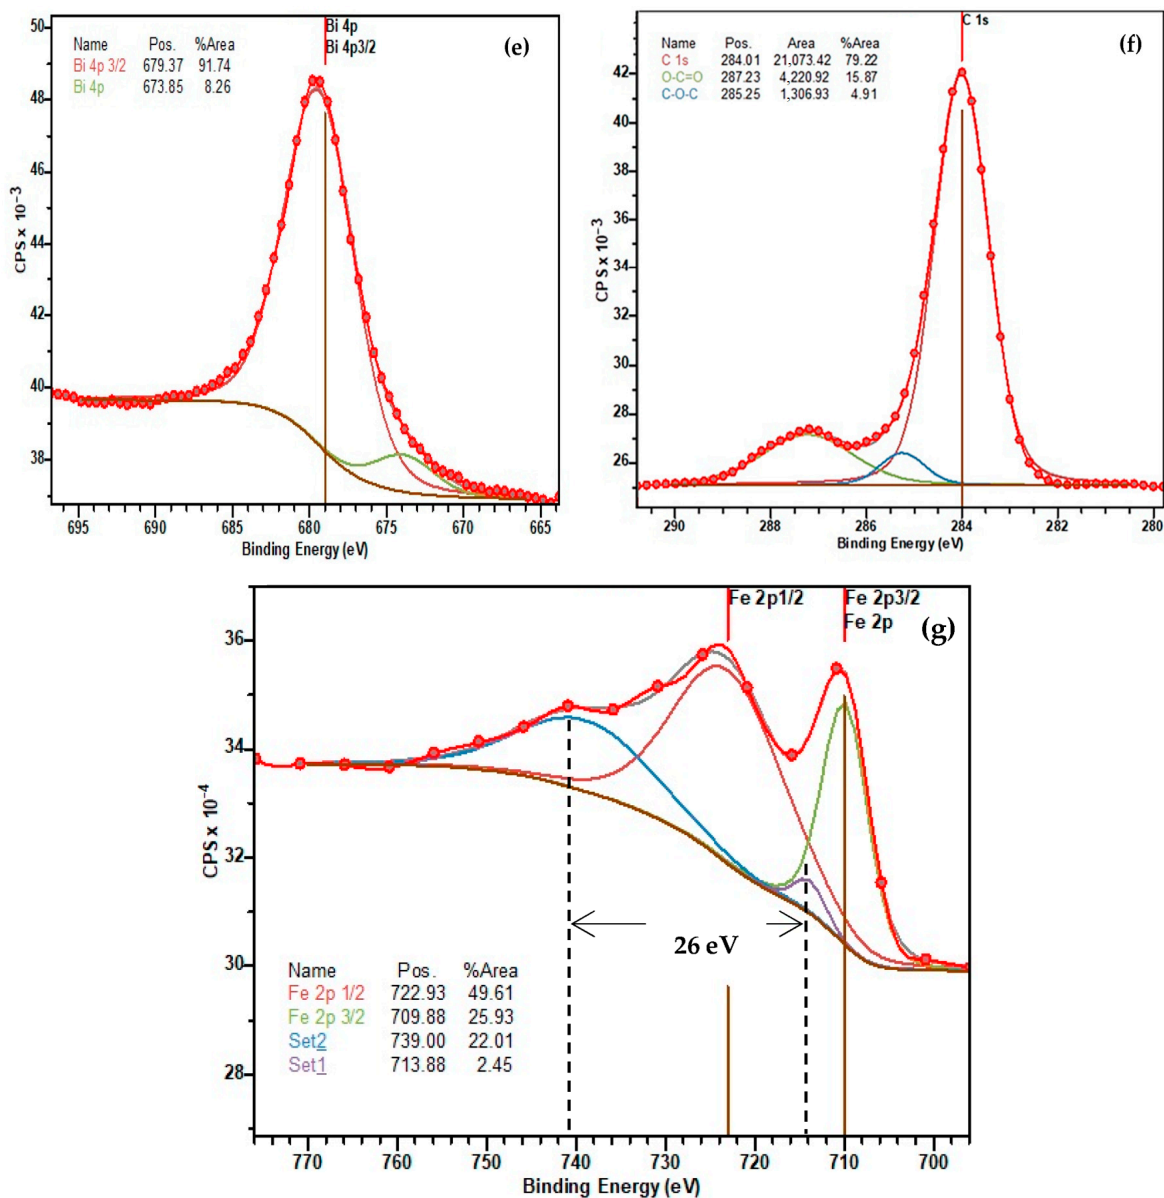 (e)
Bi 4p
Bi 4p3/2
Name Pos. %Area
Bi 4p 3/2 679.37 91.74
Bi 4p 673.85 8.26
50
48
46
44
42
40
38
CPS x 10⁻³
695 690 685 680 675 670 665
Binding Energy (eV)
(f)
C 1s
Name Pos. Area %Area
C 1s 284.01 21,073.42 79.22
O-C=O 287.23 4,220.92 15.87
C-O-C 285.25 1,306.93 4.91
42
40
42
34
32
30
26
26
CPS x 10⁻³
290 288 286 284 282 280
Binding Energy (eV)
(g)
Fe 2p1/2
Fe 2p3/2
Fe 2p
36
34
32
30
28
CPS x 10⁻⁴
26 eV
Name Pos. %Area
Fe 2p 1/2 722.93 49.61
Fe 2p 3/2 709.88 25.93
Set2 739.00 22.01
Set1 713.88 2.45
770 760 750 740 730 720 710 700
Binding Energy (eV)